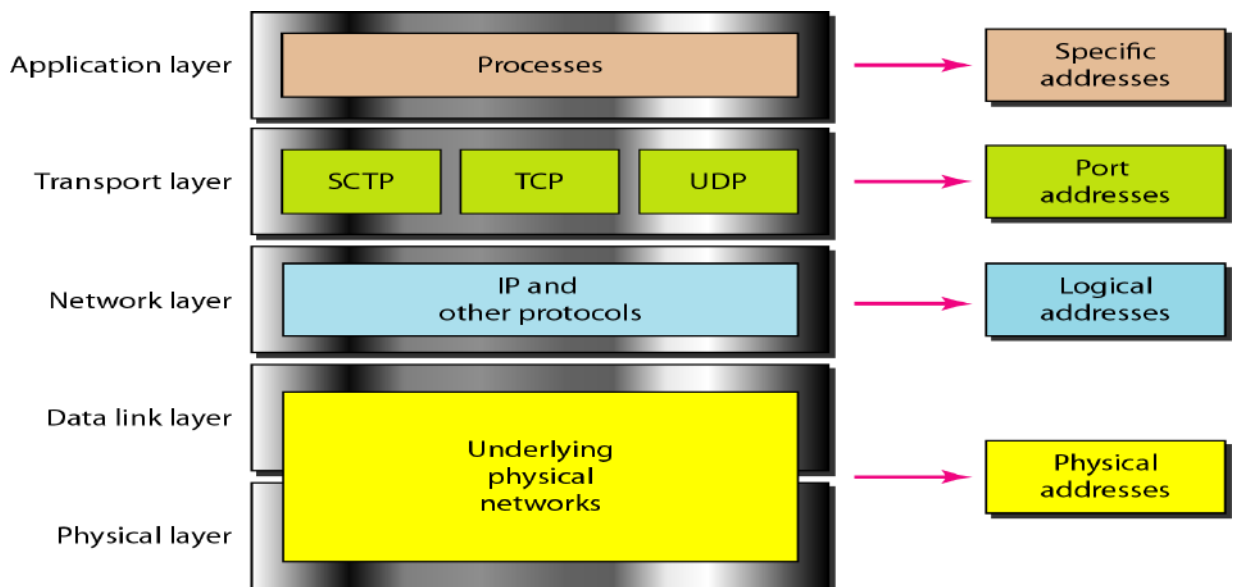 Application layer
Processes
Specific
addresses
Transport layer
SCTP
TCP
UDP
Port
addresses
Network layer
IP and
other protocols
Logical
addresses
Data link layer
Underlying
physical
networks
Physical
addresses
Physical layer